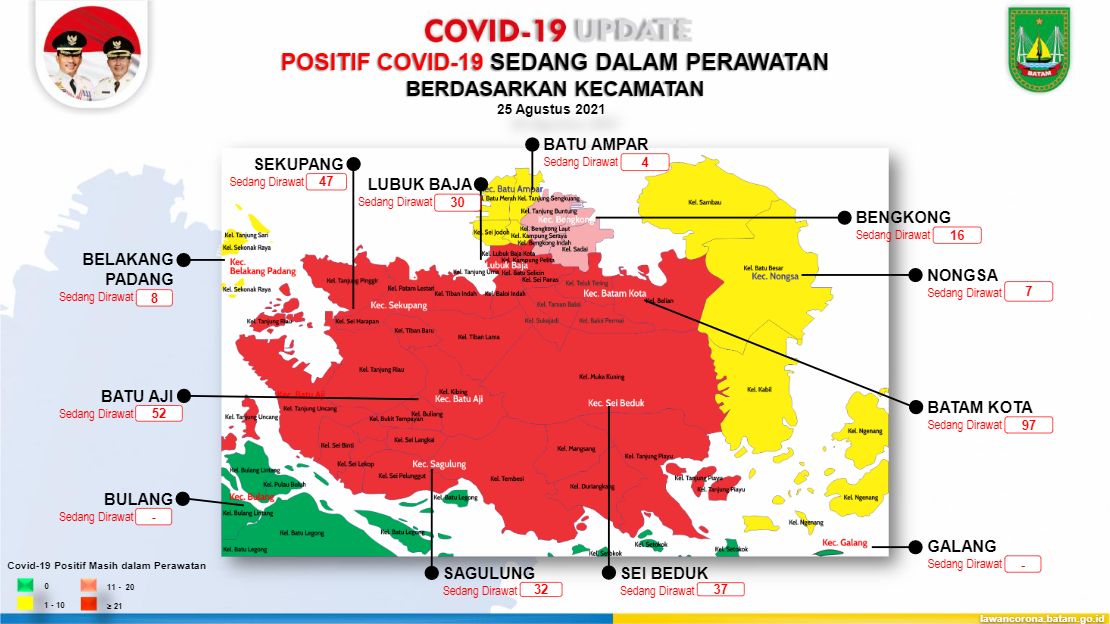 COVID-19 UPDATE
POSITIF COVID-19 SEDANG DALAM PERAWATAN
BERDASARKAN KECAMATAN
25 Agustus 2021
BATAM
BATU AMPAR
Sedang Dirawat 4
SEKUPANG
Sedang Dirawat 47
LUBUK BAJA
Sedang Dirawat 30
BENGKONG
Sedang Dirawat 16
BELAKANG
PADANG
Sedang Dirawat 8
NONGSA
Sedang Dirawat 7
BATU AJI
Sedang Dirawat 52
BATAM KOTA
Sedang Dirawat 97
BULANG
Sedang Dirawat -
GALANG
Sedang Dirawat -
SAGULUNG
Sedang Dirawat 32
SEI BEDUK
Sedang Dirawat 37
Kec. Batu Ampar
Kel. Batu Merah
Kel. Tanjung Sengkuang
Kel. Tanjung Buntung
Kec. Bengkong
Kel. Sei Jodoh
Kel. Bengkong Laut
Kel. Kampung Seraya
Kel. Bengkong Indah
Kel. Sadai
Kel. Sambau
Kel. Tanjung Sari
Kel. Sekonak Raya
Kec.
Belakang Padang
Kel. Sekonak Raya
Kel. Lubuk Baja Kota
Kel. Kampung Pelita
Lubuk Baja
Kel. Tanjung Uma
Kel. Batu Selicin
Kel. Batu Besar
Kec. Nongsa
Kel. Tanjung Pinggir
Kel. Patam Lestari
Kel. Tiban Indah
Kel. Baloi Indah
Kel. Sei Panas
Kel. Teluk Tering
Kec. Batam Kota
Kel. Belian
Kec. Sekupang
Kel. Taman Baloi
Kel. Tanjung Riau
Kel. Sei Harapan
Kel. Sukajadi
Kel. Baloi Permai
Kel. Tiban Baru
Kel. Tiban Lama
Kel. Tanjung Riau
Kel. Muka Kuning
Kel. Kabil
Kec. Batu Aji
Kel. Kibing
Kec. Batu Aji
Kec. Sei Beduk
Kel. Tanjung Uncang
Kel. Tanjung Uncang
Kel. Buliang
Kel. Bukit Tempayan
Kel. Ngenang
Kel. Sei Binti
Kel. Sei Langkai
Kel. Mangsang
Kel. Tanjung Piayu
Kel. Sei Lekop
Kec. Sagulung
Kel. Bulang Lintang
Kel. Sei Pelunggut
Kel. Tembesi
Kel. Duriangkang
Kel. Tanjung Piayu
Kel. Tanjung Piayu
Kel. Pulau Buluh
Kec. Bulang
Kel. Batu Legong
Kel. Ngenang
Kel. Bulang Lintang
Kel. Ngenang
Kel. Batu Legong
Kel. Batu Legong
Kel. Setokok
Kec. Galang
Kel. Batu Legong
Kel. Setokok
Kel. Setokok
Covid-19 Positif Masih dalam Perawatan
0
11 - 20
1 - 10
≥ 21
lawancorona.batam.go.id